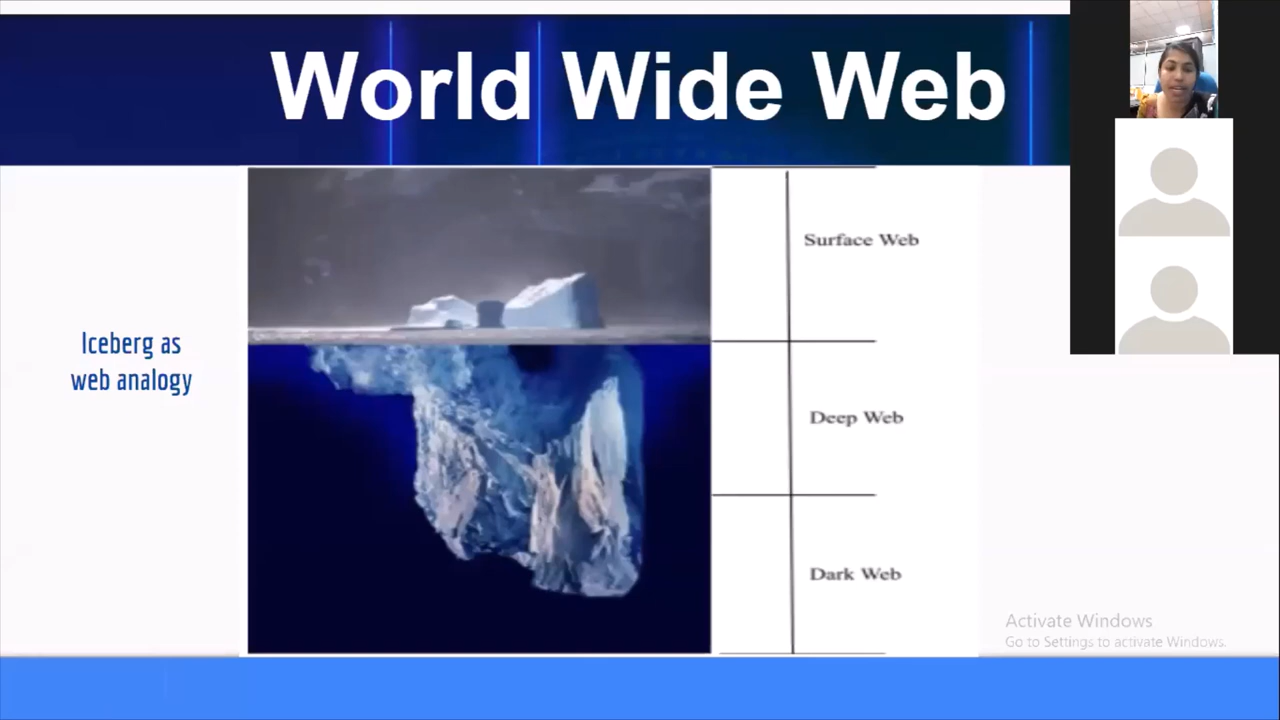 World Wide Web
Surface Web
Iceberg as
web analogy
Deep Web
Dark Web
Activate Windows
Go to Settings to activate Windows.